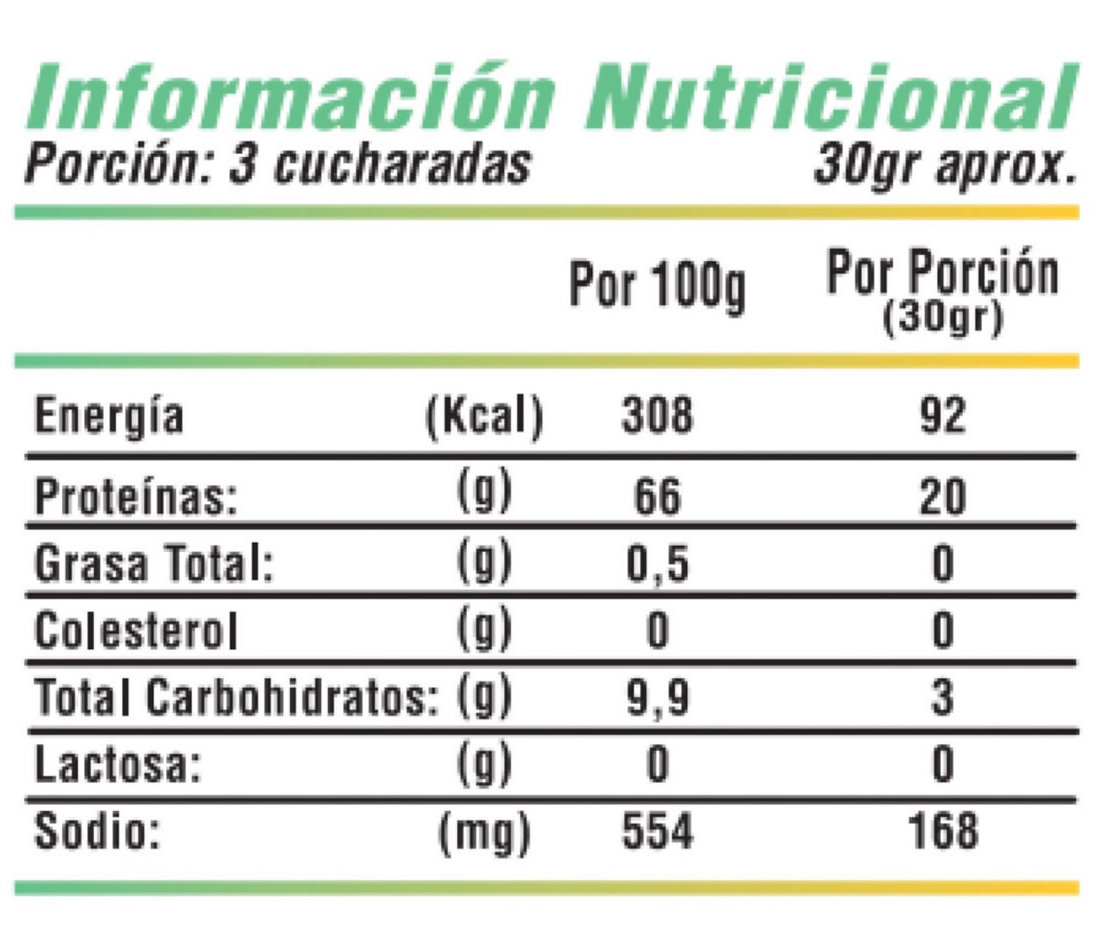 Información Nutricional
Porción: 3 cucharadas 30gr aprox.
Por 100g Por Porción
(30gr)
Energía (Kcal) 308 92
Proteínas: (g) 66 20
Grasa Total: (g) 0,5 0
Colesterol (g) 0 0
Total Carbohidratos: (g) 9,9 3
Lactosa: (g) 0 0
Sodio: (mg) 554 168